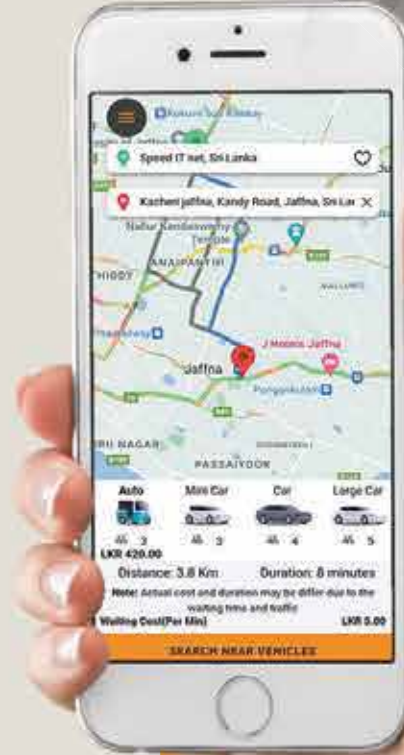 Speed IT net, Sri Lanka
Kacheri jaffna, Kandy Road, Jaffna, Sri Lar
Nallur Kandaswamy
Temple
ANAIPANTHI
J Hotels Jaffna
Jaffna
PASSAIYOOR
Auto Mini Car Car Large Car
3 3 4 5
LKR 420.00
Distance: 3.8 Km Duration: 8 minutes
Note: Actual cost and duration may be differ due to the
waiting time and traffic
Waiting Cost(Per Min) LKR 5.00
SEARCH NEAR VEHICLES